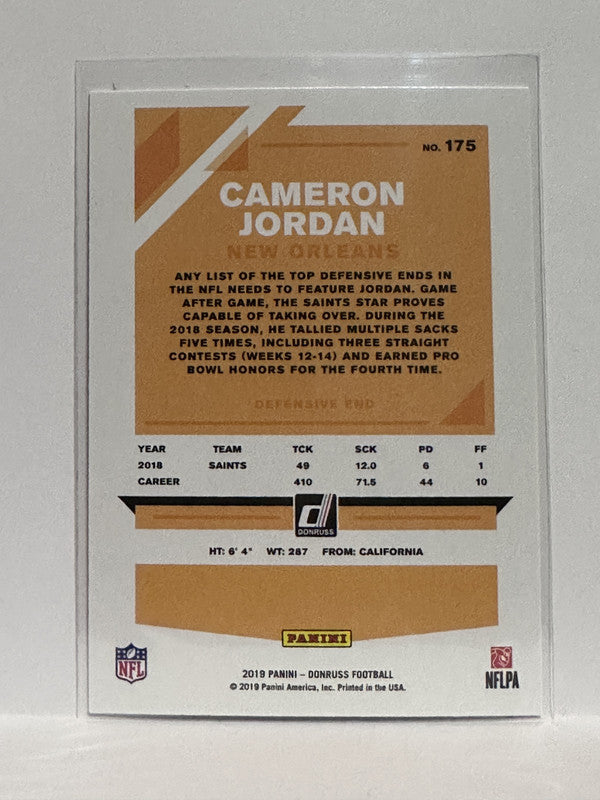 NO. 175
CAMERON
JORDAN
NEW ORLEANS
ANY LIST OF THE TOP DEFENSIVE ENDS IN
THE NFL NEEDS TO FEATURE JORDAN. GAME
AFTER GAME, THE SAINTS STAR PROVES
CAPABLE OF TAKING OVER. DURING THE
2018 SEASON, HE TALLIED MULTIPLE SACKS
FIVE TIMES, INCLUDING THREE STRAIGHT
CONTESTS (WEEKS 12-14) AND EARNED PRO
BOWL HONORS FOR THE FOURTH TIME.
DEFENSIVE END
YEAR TEAM TCK SCK PD FF
2018 SAINTS 49 12.0 6 1
CAREER 410 71.5 44 10
d
DONRUSS
HT: 6' 4" WT: 287 FROM: CALIFORNIA
PANINI
NFL
2019 PANINI – DONRUSS FOOTBALL
© 2019 Panini America, Inc. Printed in the USA.
NFLPA